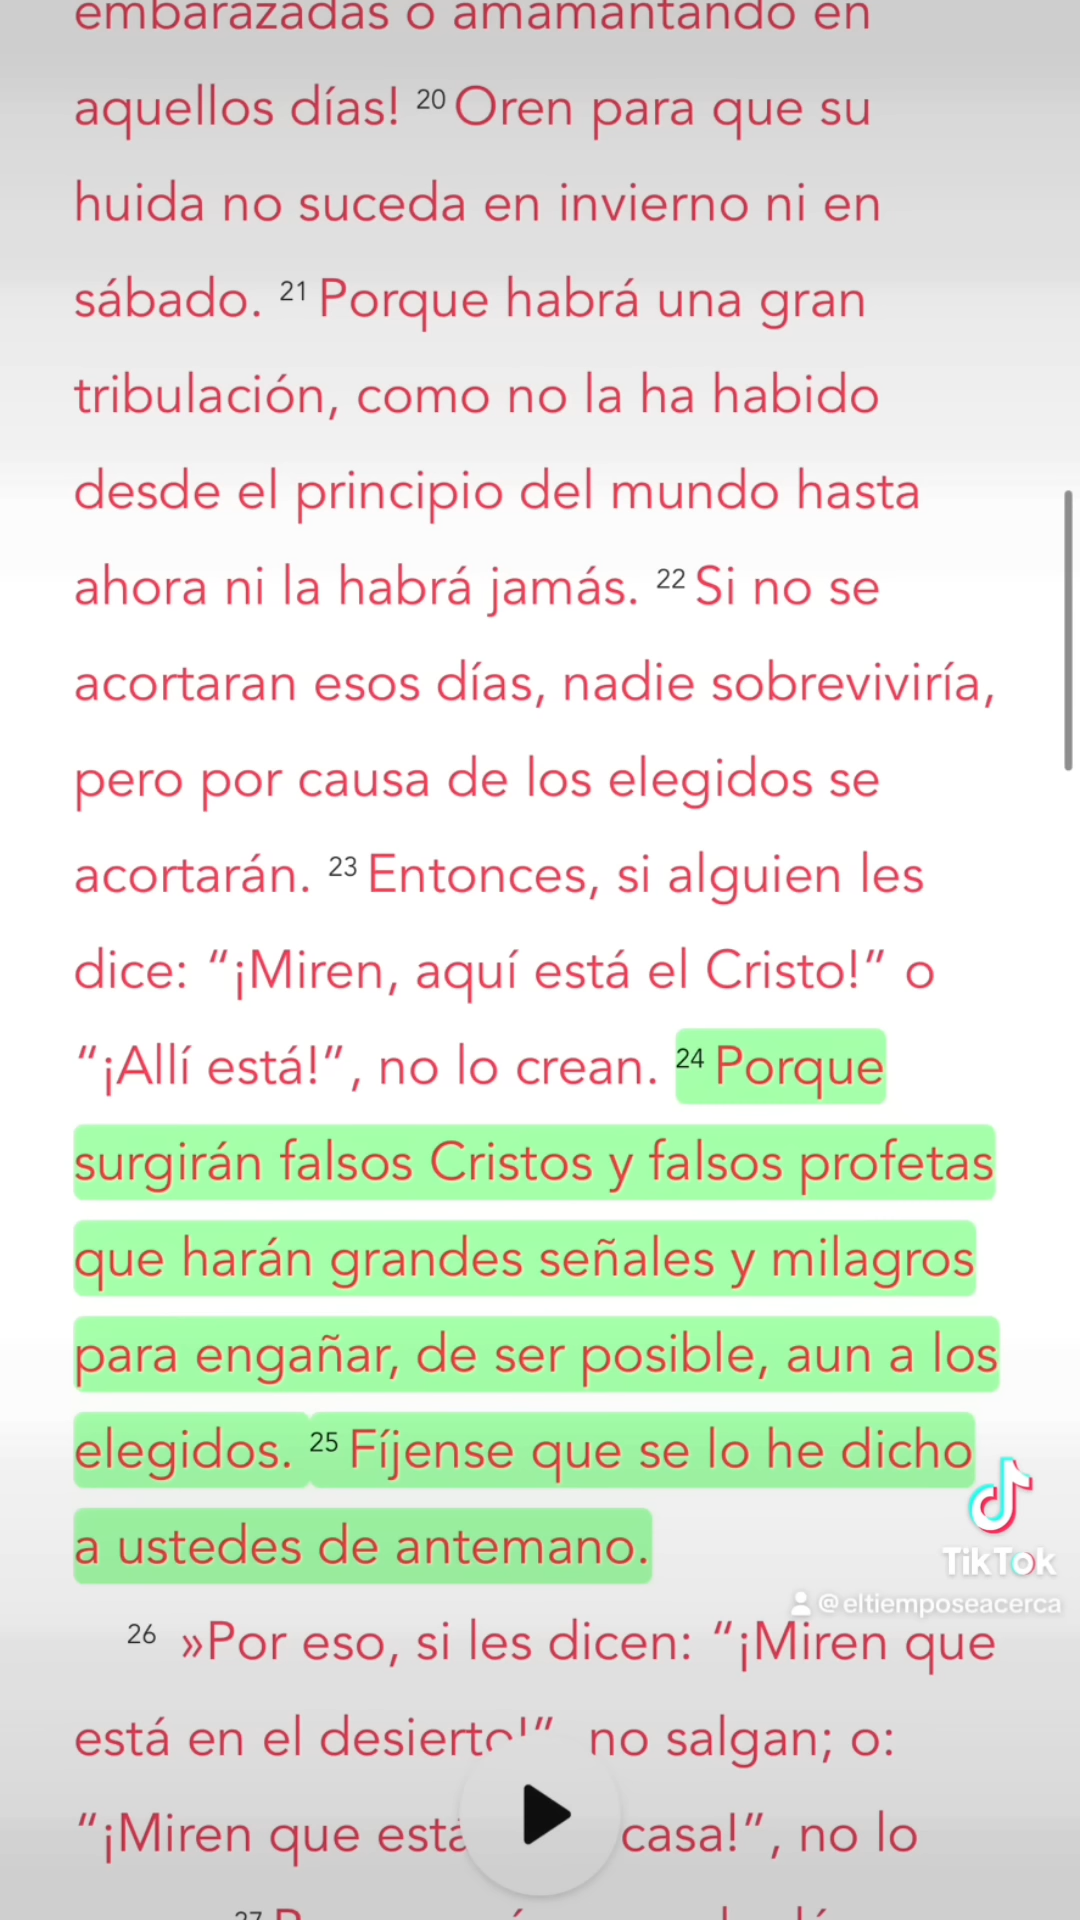 embarazadas o amamantando en
aquellos días! 20 Oren para que su
huida no suceda en invierno ni en
sábado. 21 Porque habrá una gran
tribulación, como no la ha habido
desde el principio del mundo hasta
ahora ni la habrá jamás. 22 Si no se
acortaran esos días, nadie sobreviviría,
pero por causa de los elegidos se
acortarán. 23 Entonces, si alguien les
dice: “¡Miren, aquí está el Cristo!” o
“¡Allí está!”, no lo crean. 24 Porque
surgirán falsos Cristos y falsos profetas
que harán grandes señales y milagros
para engañar, de ser posible, aun a los
elegidos. 25 Fíjense que se lo he dicho
a ustedes de antemano.
TikTok
@eltiemposeacerca
26 »Por eso, si les dicen: “¡Miren que
está en el desierto!” no salgan; o:
“¡Miren que está casa!”, no lo
27